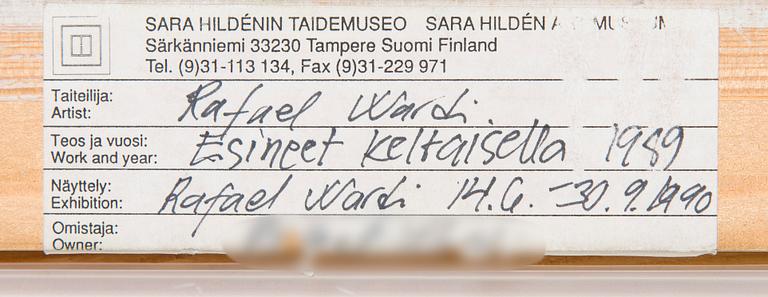 SARA HILDÉNIN TAIDEMUSEO SARA HILDÉN
Särkänniemi 33230 Tampere Suomi Finland
Tel. (9)31-113 134, Fax (9)31-229 971
Taiteilija:
Artist: Rafael Wardi
Teos ja vuosi:
Work and year: Esineet keltaisella 1989
Näyttely:
Exhibition: Rafael Wardi 14.6.-30.9.1990
Omistaja:
Owner: